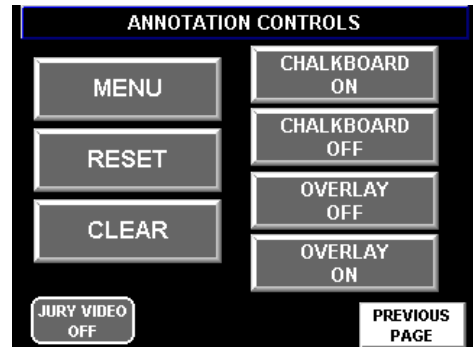 ANNOTATION CONTROLS
MENU
RESET
CLEAR
CHALKBOARD
ON
CHALKBOARD
OFF
OVERLAY
OFF
OVERLAY
ON
JURY VIDEO
OFF
PREVIOUS
PAGE